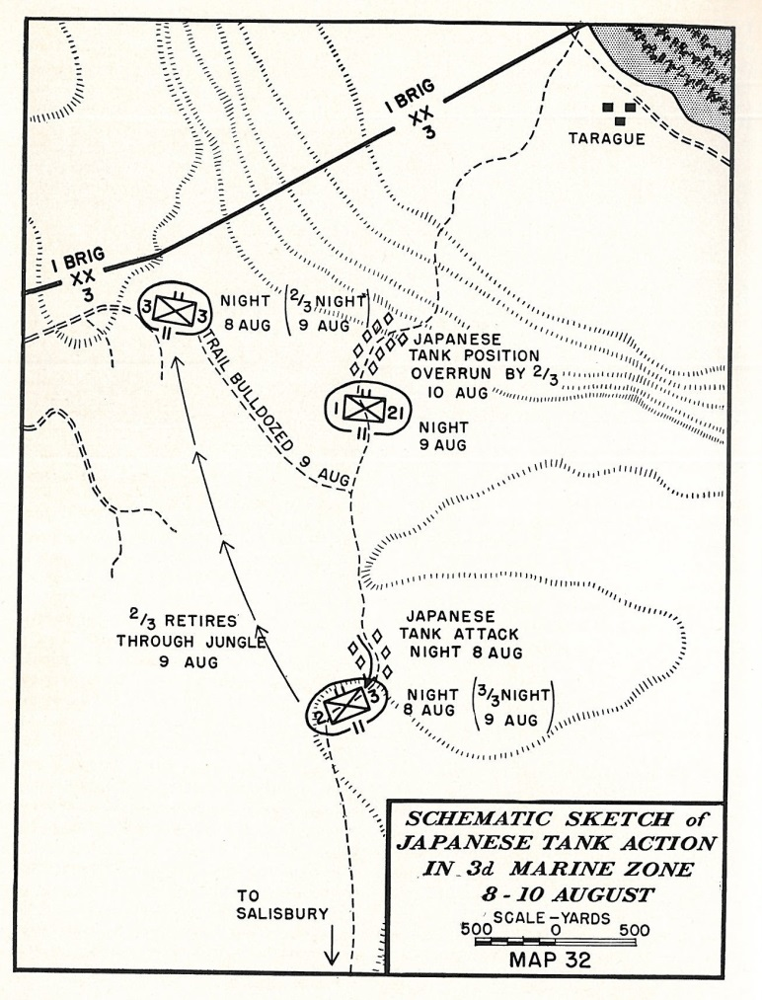 1 BRIG
XX
3
TARAGUE
1 BRIG
XX
3
3 3
NIGHT
8 AUG
(2/3 NIGHT
9 AUG)
JAPANESE
TANK POSITION
OVERRUN BY 2/3
10 AUG
TRAIL BULLDOZED 9 AUG
1 21
NIGHT
9 AUG
2/3 RETIRES
THROUGH JUNGLE
9 AUG
JAPANESE
TANK ATTACK
NIGHT 8 AUG
2 3
NIGHT
8 AUG
(3/3 NIGHT
9 AUG)
TO
SALISBURY
SCHEMATIC SKETCH of
JAPANESE TANK ACTION
IN 3d MARINE ZONE
8 - 10 AUGUST
SCALE – YARDS
500 0 500
MAP 32